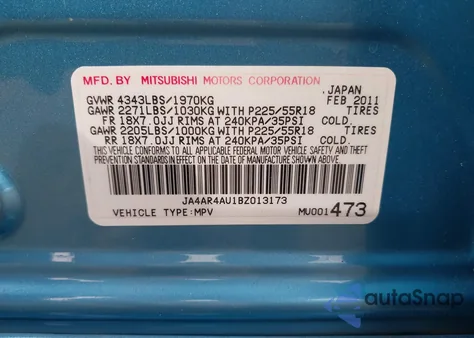 MFD. BY MITSUBISHI MOTORS CORPORATION
, JAPAN
GVWR 4343LBS/1970KG FEB 2011
GAWR 2271LBS/1030KG WITH P225/55R18 TIRES
FR 18X7.0JJ RIMS AT 240KPA/35PSI COLD.
GAWR 2205LBS/1000KG WITH P225/55R18 TIRES
RR 18X7.0JJ RIMS AT 240KPA/35PSI COLD.
THIS VEHICLE CONFORMS TO ALL APPLICABLE FEDERAL MOTOR VEHICLE SAFETY, BUMPER AND
THEFT PREVENTION STANDARDS IN EFFECT ON THE DATE OF MANUFACTURE SHOWN ABOVE.
JA4AR4AU1BZ013173
VEHICLE TYPE:MPV MU001473
autoSnap